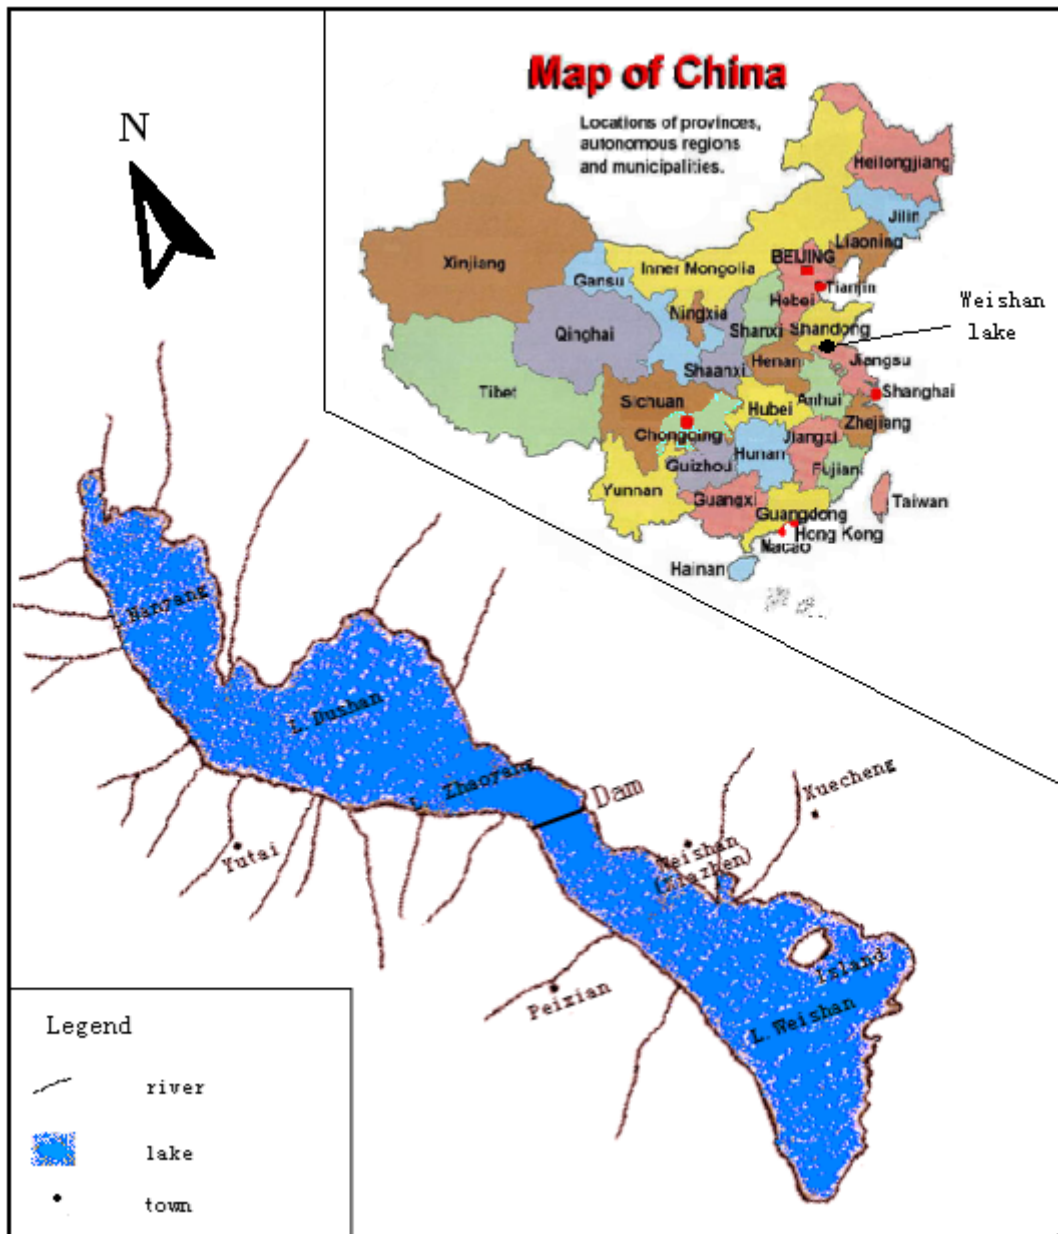 Map of China
Locations of provinces,
autonomous regions
and municipalities.
N
Heilongjiang
Jilin
Liaoning
BEIJING
Inner Mongolia
Xinjiang
Gansu
Tianjin
Hebei
Ningxia
Weishan
lake
Shanxi
Shandong
Qinghai
Henan
Jiangsu
Shaanxi
Tibet
Shanghai
Sichuan
Anhui
Hubei
Zhejiang
Chongqing
Jiangxi
Hunan
Guizhou
Fujian
Yunnan
Guangxi
Taiwan
Guangdong
Hong Kong
Macao
Hainan
L. Nanyang
L. Dushan
L. Zhaoyang
Dam
Xuecheng
Weishan
(Xiazhen)
Yutai
Island
Peixian
L. Weishan
Legend
river
lake
town